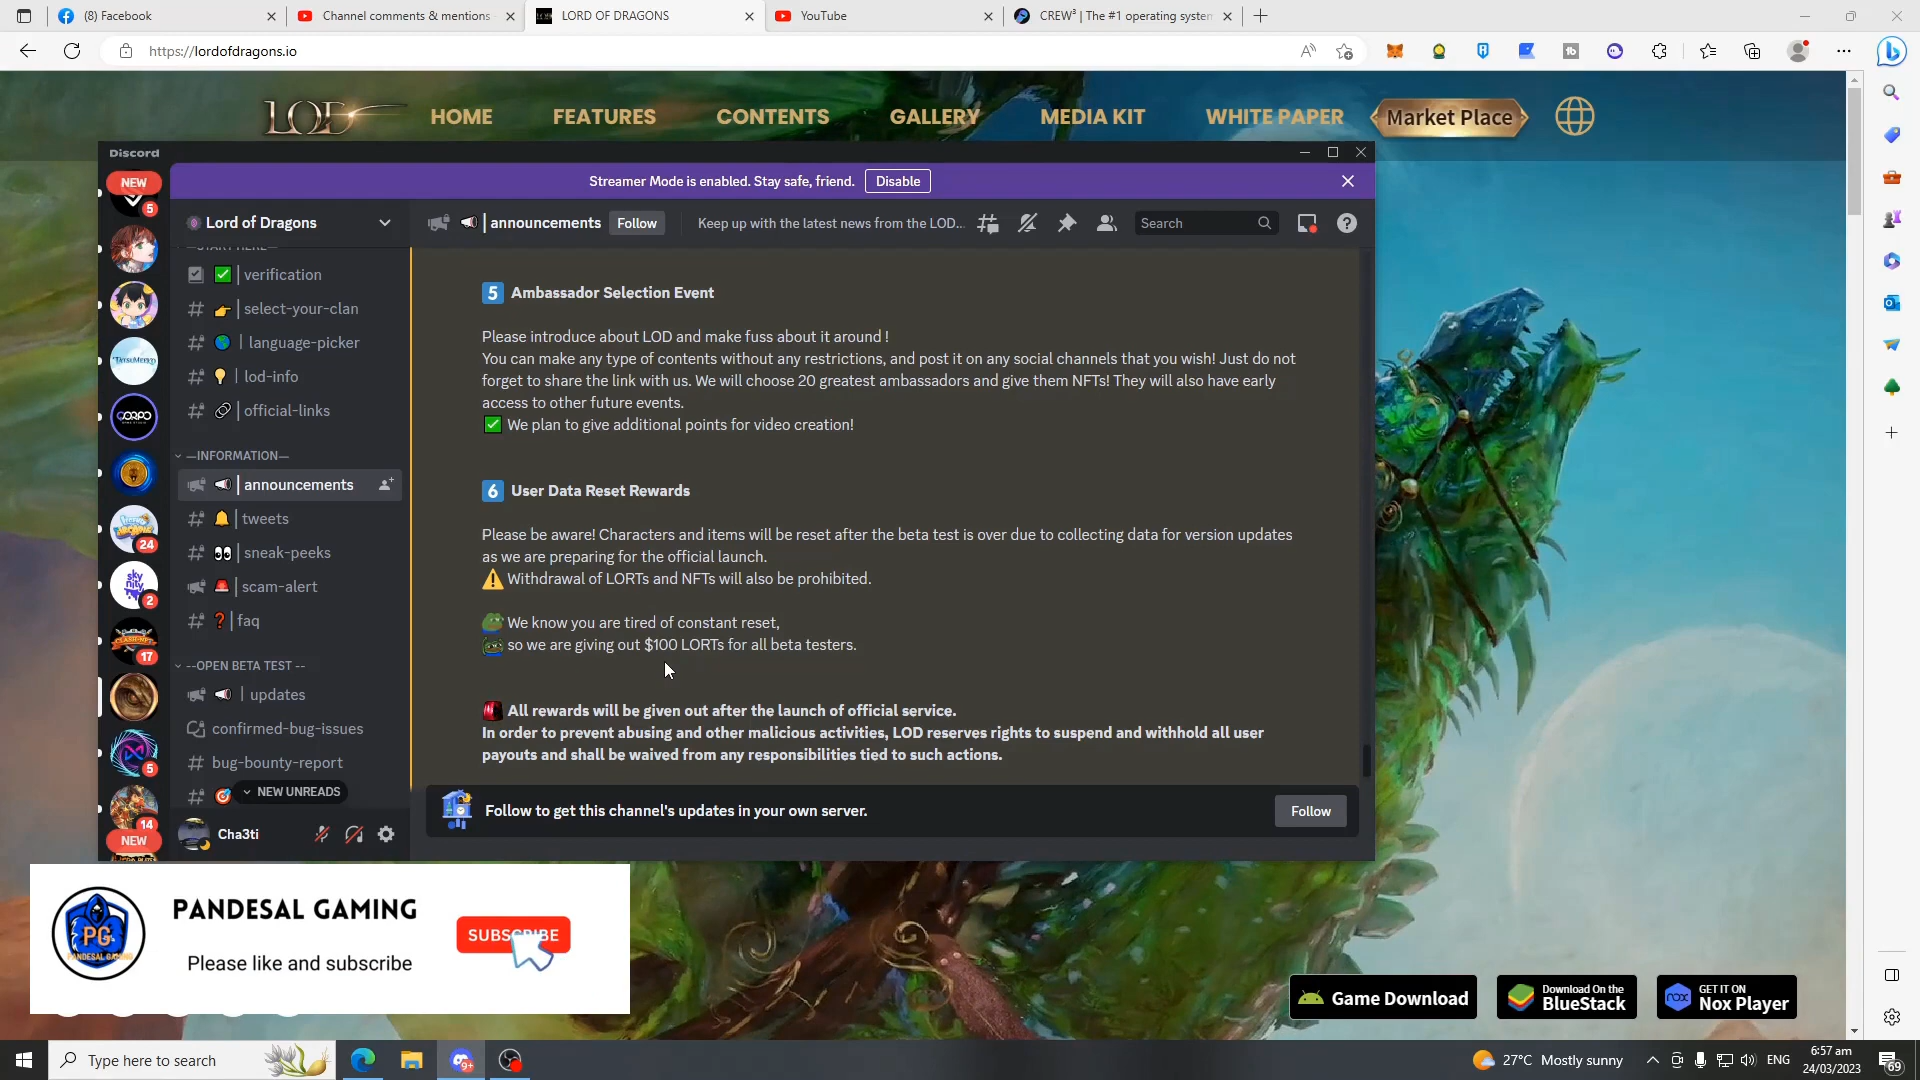 (8) Facebook
Channel comments & mentions
LORD OF DRAGONS
YouTube
CREW³ | The #1 operating system
https://lordofdragons.io
LOD
HOME
FEATURES
CONTENTS
GALLERY
MEDIA KIT
WHITE PAPER
Market Place
Discord
Streamer Mode is enabled. Stay safe, friend.
Disable
NEW
5
24
2
17
5
14
NEW
Lord of Dragons
verification
select-your-clan
language-picker
lod-info
official-links
—INFORMATION—
announcements
tweets
sneak-peeks
scam-alert
faq
--OPEN BETA TEST --
updates
confirmed-bug-issues
bug-bounty-report
NEW UNREADS
Cha3ti
announcements
Follow
Keep up with the latest news from the LOD...
Search
5 Ambassador Selection Event
Please introduce about LOD and make fuss about it around !
You can make any type of contents without any restrictions, and post it on any social channels that you wish! Just do not
forget to share the link with us. We will choose 20 greatest ambassadors and give them NFTs! They will also have early
access to other future events.
We plan to give additional points for video creation!
6 User Data Reset Rewards
Please be aware! Characters and items will be reset after the beta test is over due to collecting data for version updates
as we are preparing for the official launch.
Withdrawal of LORTs and NFTs will also be prohibited.
We know you are tired of constant reset,
so we are giving out $100 LORTs for all beta testers.
All rewards will be given out after the launch of official service.
In order to prevent abusing and other malicious activities, LOD reserves rights to suspend and withhold all user
payouts and shall be waived from any responsibilities tied to such actions.
Follow to get this channel's updates in your own server.
Follow
PG
PANDESAL GAMING
PANDESAL GAMING
Please like and subscribe
SUBSCRIBE
Game Download
Download On the
BlueStack
GET IT ON
Nox Player
Type here to search
9+
27°C Mostly sunny
ENG
6:57 am
24/03/2023
69